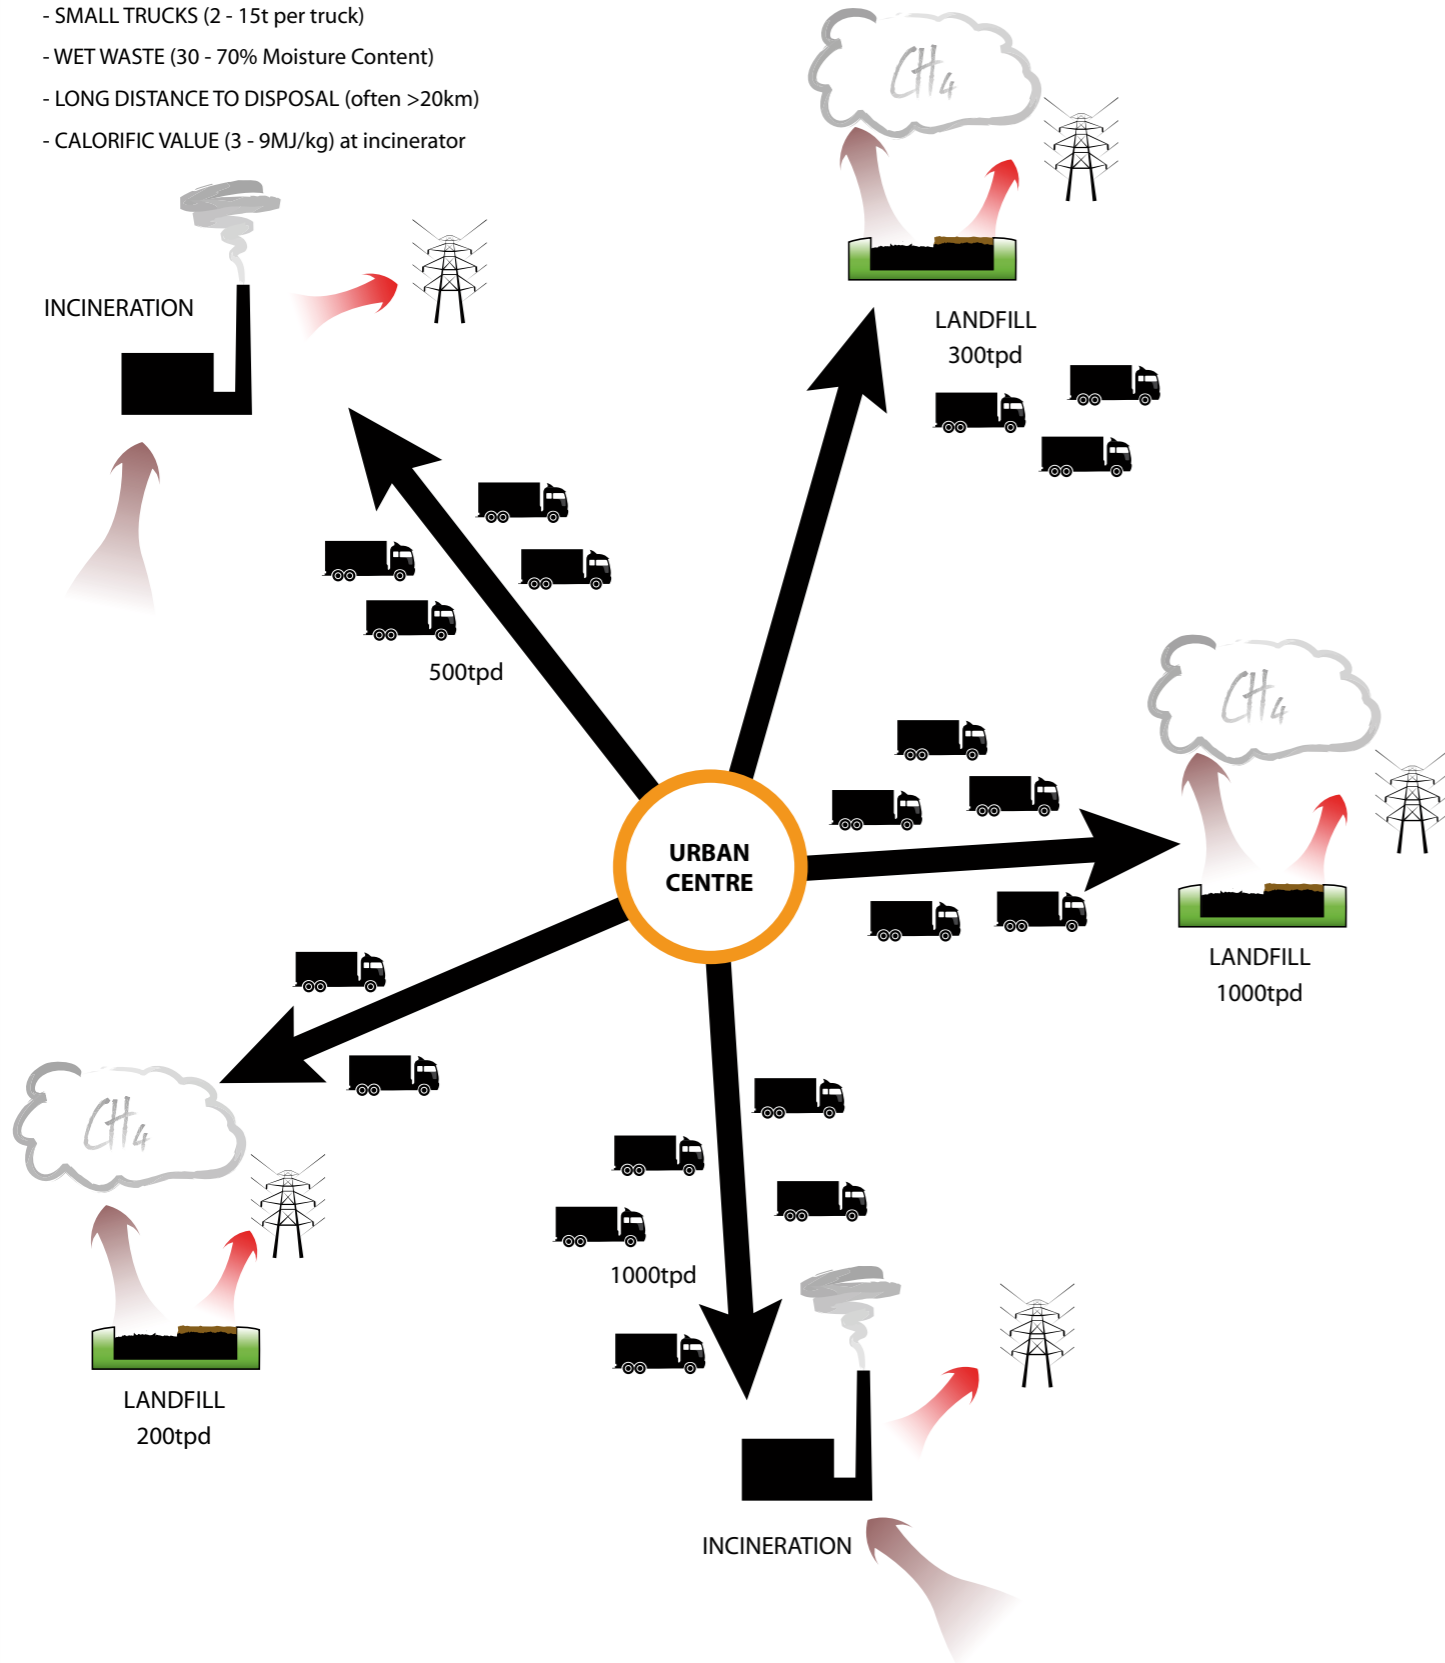 - SMALL TRUCKS (2 - 15t per truck)
- WET WASTE (30 - 70% Moisture Content)
- LONG DISTANCE TO DISPOSAL (often >20km)
- CALORIFIC VALUE (3 - 9MJ/kg) at incinerator
CH4
INCINERATION
LANDFILL
300tpd
500tpd
CH4
URBAN
CENTRE
LANDFILL
1000tpd
CH4
1000tpd
LANDFILL
200tpd
INCINERATION